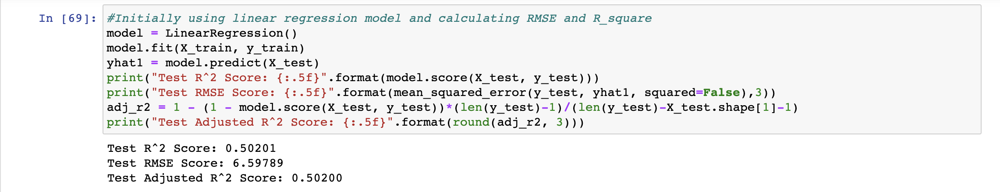 In [69]: #Initially using linear regression model and calculating RMSE and R_square
model = LinearRegression()
model.fit(X_train, y_train)
yhat1 = model.predict(X_test)
print("Test R^2 Score: {:.5f}".format(model.score(X_test, y_test)))
print("Test RMSE Score: {:.5f}".format(mean_squared_error(y_test, yhat1, squared=False),3))
adj_r2 = 1 - (1 - model.score(X_test, y_test))*(len(y_test)-1)/(len(y_test)-X_test.shape[1]-1)
print("Test Adjusted R^2 Score: {:.5f}".format(round(adj_r2, 3)))
Test R^2 Score: 0.50201
Test RMSE Score: 6.59789
Test Adjusted R^2 Score: 0.50200